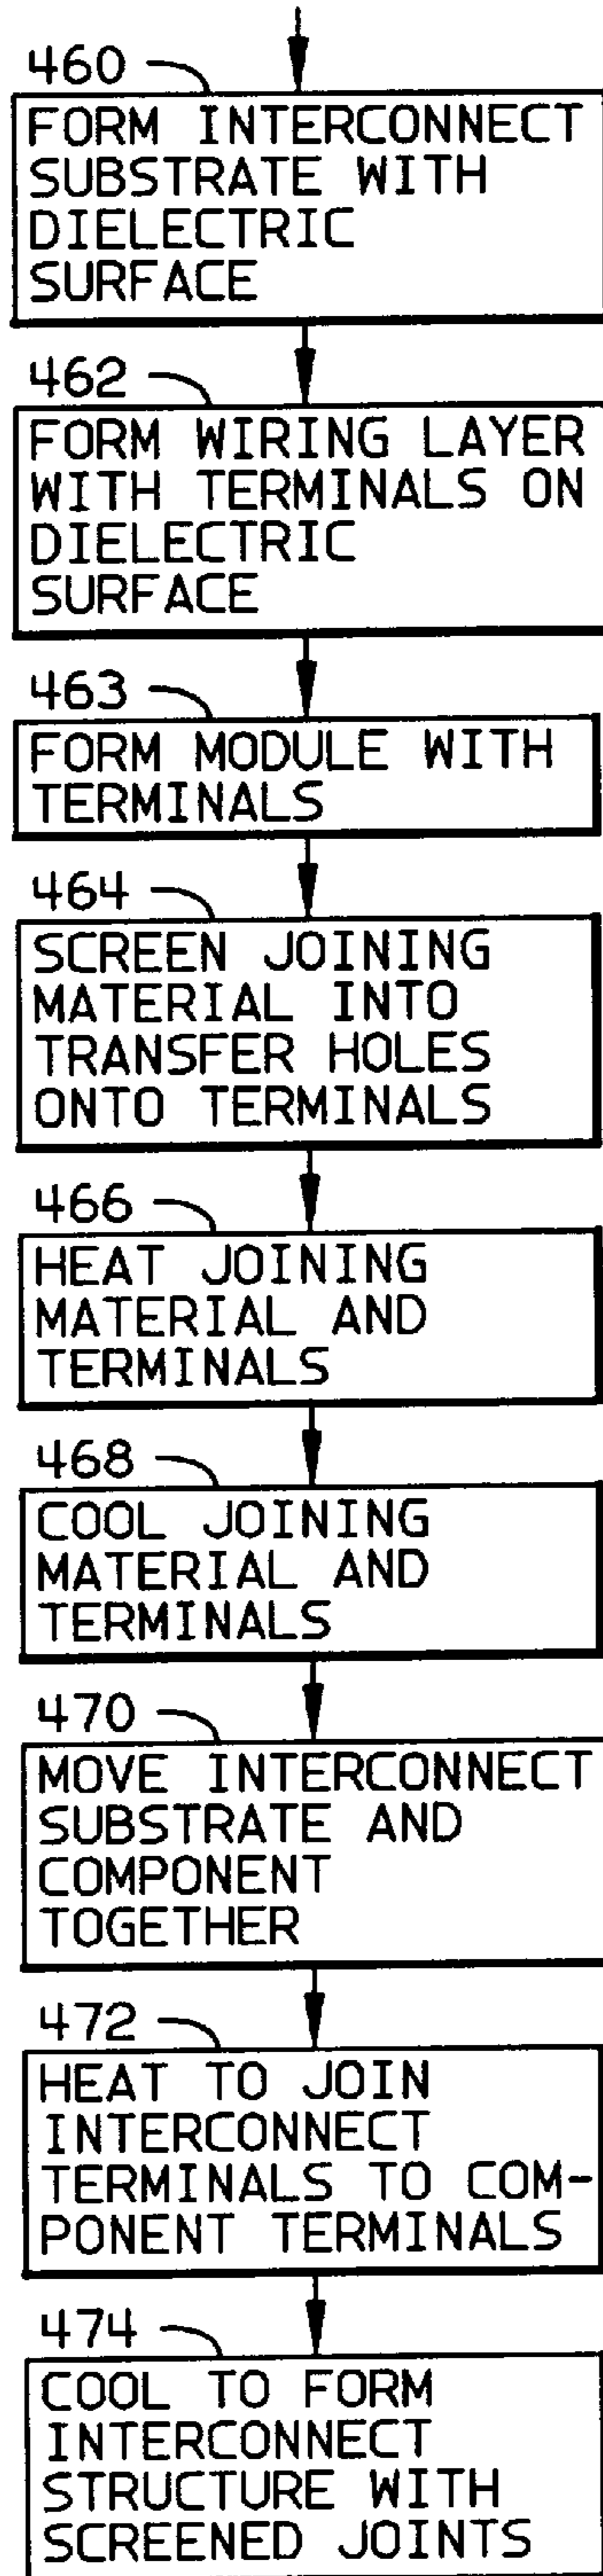 460
FORM INTERCONNECT
SUBSTRATE WITH
DIELECTRIC
SURFACE
462
FORM WIRING LAYER
WITH TERMINALS ON
DIELECTRIC
SURFACE
463
FORM MODULE WITH
TERMINALS
464
SCREEN JOINING
MATERIAL INTO
TRANSFER HOLES
ONTO TERMINALS
466
HEAT JOINING
MATERIAL AND
TERMINALS
468
COOL JOINING
MATERIAL AND
TERMINALS
470
MOVE INTERCONNECT
SUBSTRATE AND
COMPONENT
TOGETHER
472
HEAT TO JOIN
INTERCONNECT
TERMINALS TO COM-
PONENT TERMINALS
474
COOL TO FORM
INTERCONNECT
STRUCTURE WITH
SCREENED JOINTS